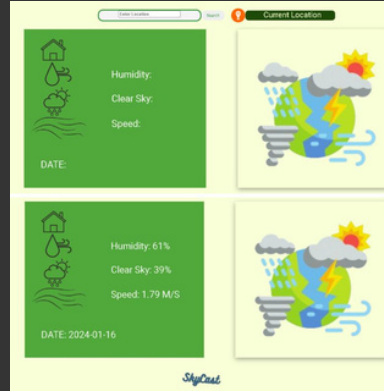 Enter Location
Search
Current Location
Humidity:
Clear Sky:
Speed:
DATE:
Humidity: 61%
Clear Sky: 39%
Speed: 1.79 M/S
DATE: 2024-01-16
SkyCast